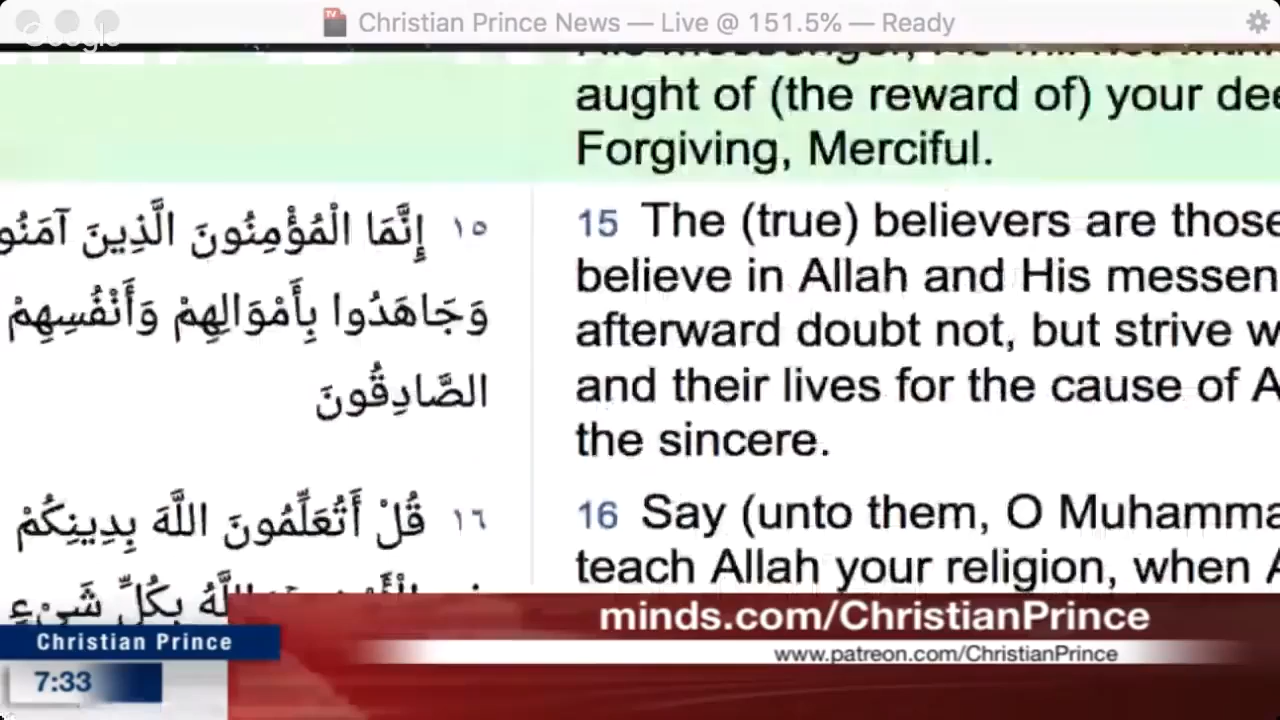 Christian Prince News — Live @ 151.5% — Ready
Google
aught of (the reward of) your dee
Forgiving, Merciful.
١٥ إِنَّمَا الْمُؤْمِنُونَ الَّذِينَ آمَنُو
وَجَاهَدُوا بِأَمْوَالِهِمْ وَأَنْفُسِهِمْ
الصَّادِقُونَ
15 The (true) believers are those
believe in Allah and His messen
afterward doubt not, but strive w
and their lives for the cause of A
the sincere.
١٦ قُلْ أَتُعَلِّمُونَ اللَّهَ بِدِينِكُمْ
اللَّهُ بِكُلِّ شَيْءٍ
16 Say (unto them, O Muhamma
teach Allah your religion, when A
minds.com/ChristianPrince
www.patreon.com/ChristianPrince
Christian Prince
7:33